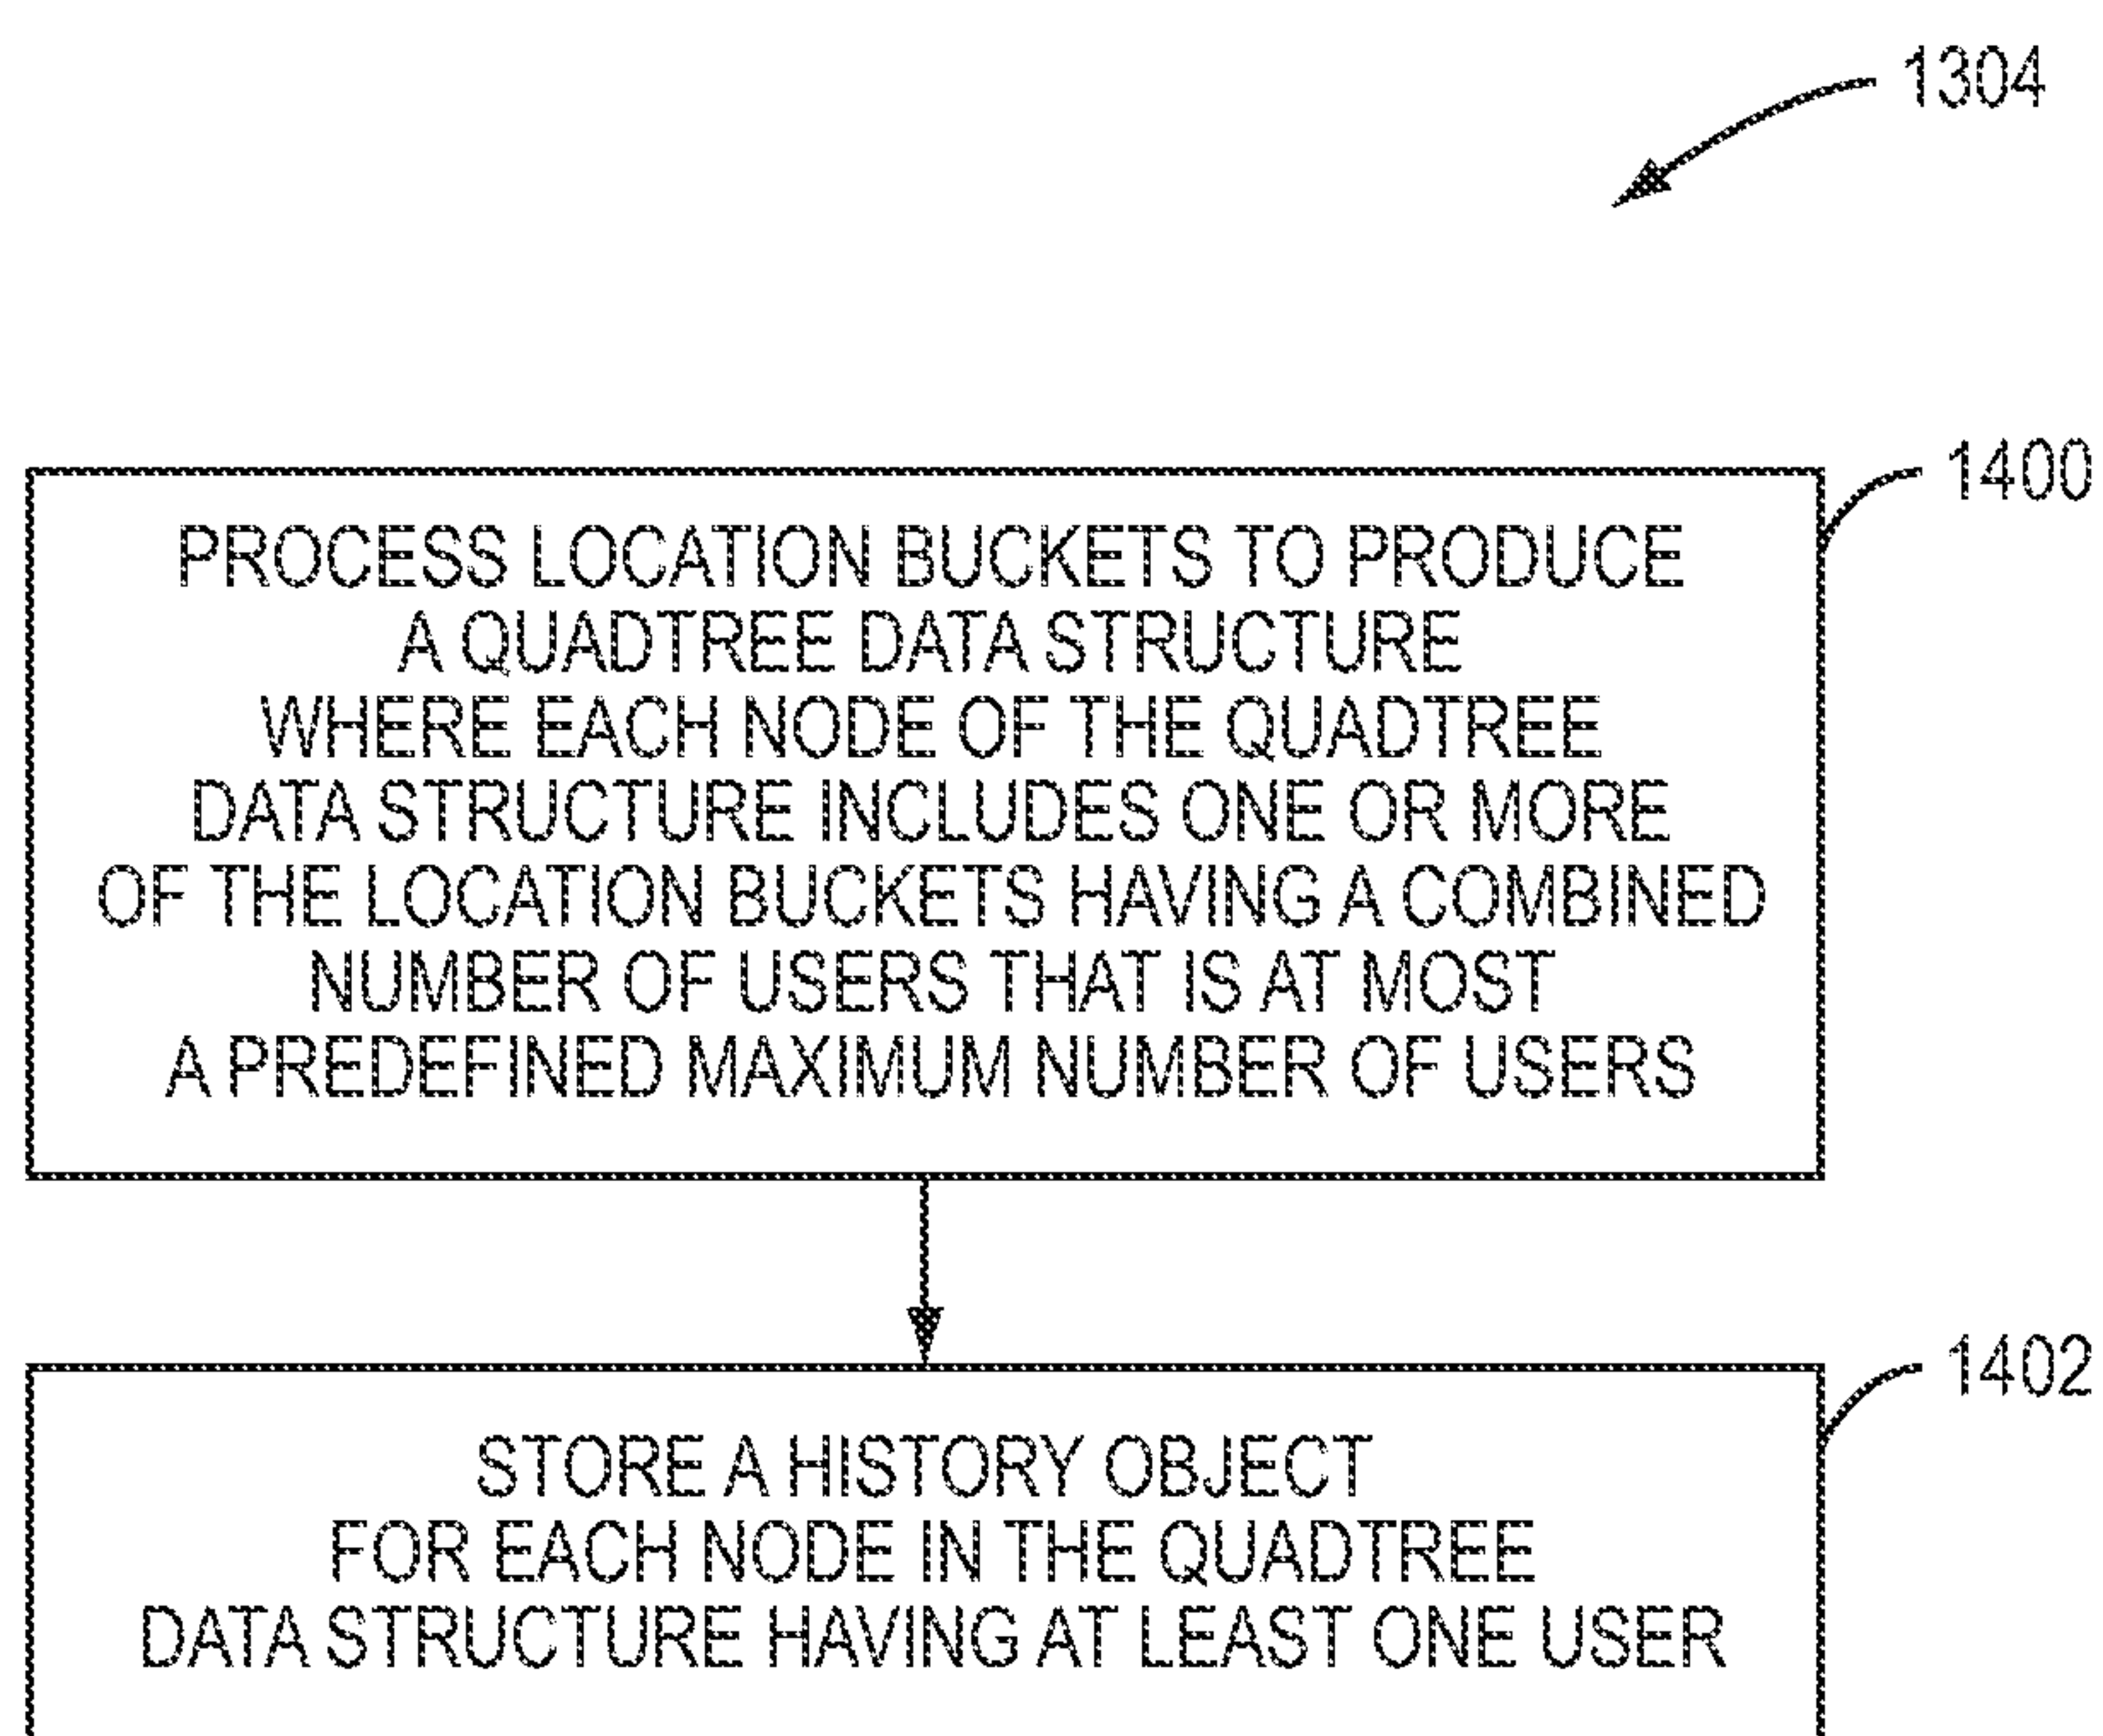 1304
1400
PROCESS LOCATION BUCKETS TO PRODUCE
A QUADTREE DATA STRUCTURE
WHERE EACH NODE OF THE QUADTREE
DATA STRUCTURE INCLUDES ONE OR MORE
OF THE LOCATION BUCKETS HAVING A COMBINED
NUMBER OF USERS THAT IS AT MOST
A PREDEFINED MAXIMUM NUMBER OF USERS
1402
STORE A HISTORY OBJECT
FOR EACH NODE IN THE QUADTREE
DATA STRUCTURE HAVING AT LEAST ONE USER